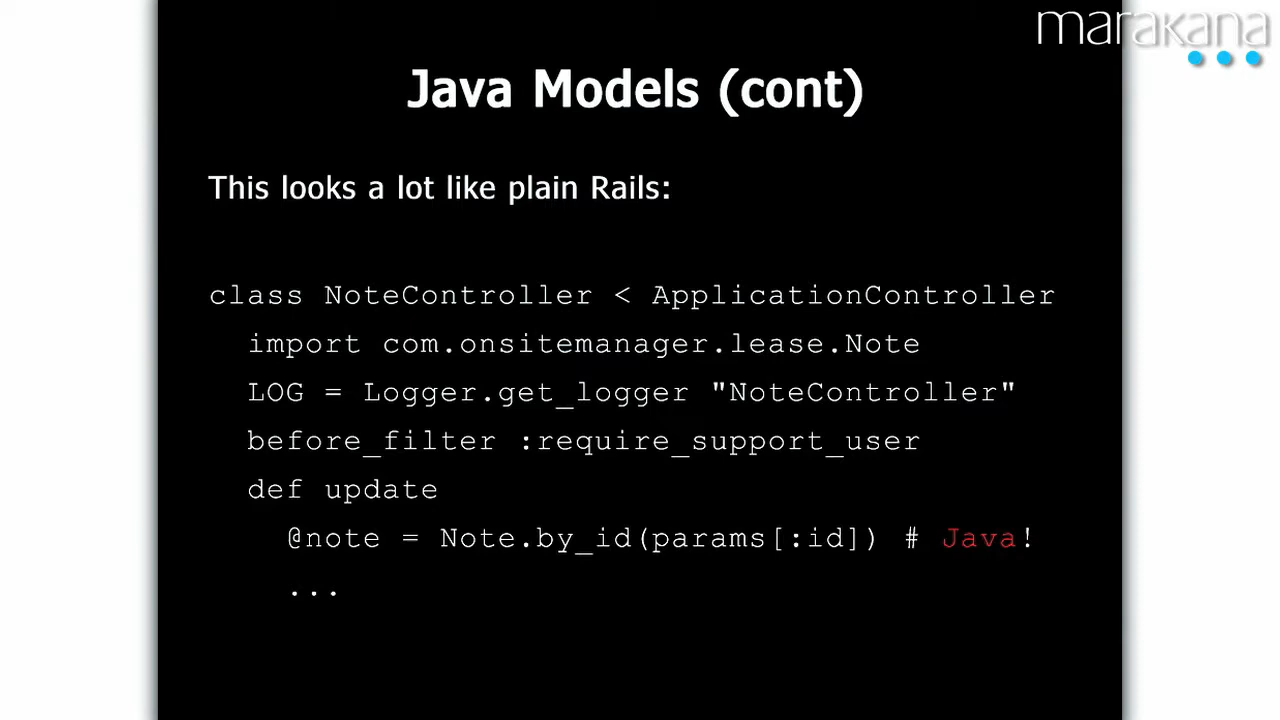 marakana
Java Models (cont)
This looks a lot like plain Rails:
class NoteController < ApplicationController
import com.onsitemanager.lease.Note
LOG = Logger.get_logger "NoteController"
before_filter :require_support_user
def update
@note = Note.by_id(params[:id]) # Java!
...